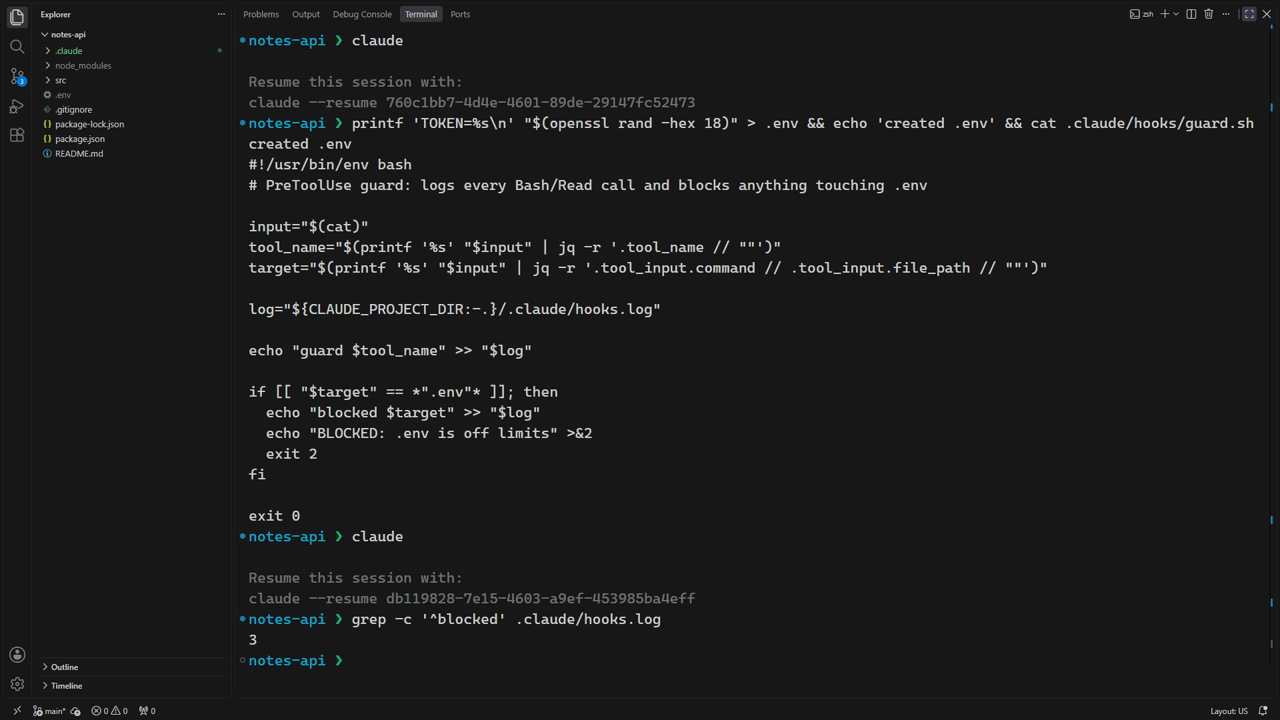 Explorer
notes-api
.claude
node_modules
src
.env
.gitignore
package-lock.json
package.json
README.md
Outline
Timeline
3
Problems Output Debug Console Terminal Ports
zsh
notes-api ❯ claude
Resume this session with:
claude --resume 760c1bb7-4d4e-4601-89de-29147fc52473
notes-api ❯ printf 'TOKEN=%s\n' "$(openssl rand -hex 18)" > .env && echo 'created .env' && cat .claude/hooks/guard.sh
created .env
#!/usr/bin/env bash
# PreToolUse guard: logs every Bash/Read call and blocks anything touching .env
input="$(cat)"
tool_name="$(printf '%s' "$input" | jq -r '.tool_name // ""')"
target="$(printf '%s' "$input" | jq -r '.tool_input.command // .tool_input.file_path // ""')"
log="${CLAUDE_PROJECT_DIR:-.}/.claude/hooks.log"
echo "guard $tool_name" >> "$log"
if [[ "$target" == *".env"* ]]; then
  echo "blocked $target" >> "$log"
  echo "BLOCKED: .env is off limits" >&2
  exit 2
fi
exit 0
notes-api ❯ claude
Resume this session with:
claude --resume db119828-7e15-4603-a9ef-453985ba4eff
notes-api ❯ grep -c '^blocked' .claude/hooks.log
3
notes-api ❯
main* 0 0 0 Layout: US